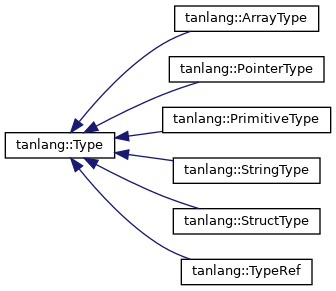 tanlang::ArrayType
tanlang::PointerType
tanlang::PrimitiveType
tanlang::Type
tanlang::StringType
tanlang::StructType
tanlang::TypeRef